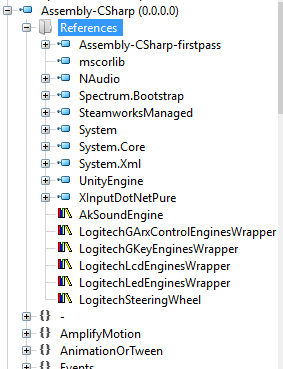 Assembly-CSharp (0.0.0.0)
References
Assembly-CSharp-firstpass
mscorlib
NAudio
Spectrum.Bootstrap
SteamworksManaged
System
System.Core
System.Xml
UnityEngine
XInputDotNetPure
AkSoundEngine
LogitechGArxControlEnginesWrapper
LogitechGKeyEnginesWrapper
LogitechLcdEnginesWrapper
LogitechLedEnginesWrapper
LogitechSteeringWheel
{} -
{} AmplifyMotion
{} AnimationOrTween
{} Events